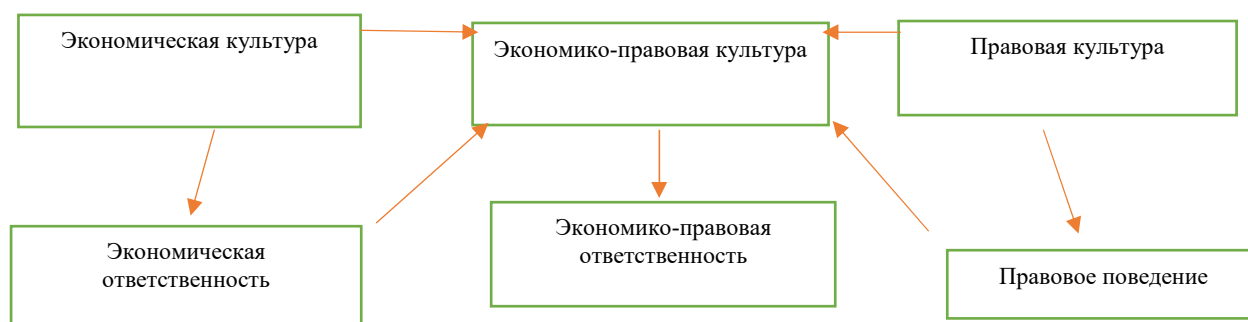 Экономическая культура
Экономико-правовая культура
Правовая культура
Экономическая
ответственность
Экономико-правовая
ответственность
Правовое поведение